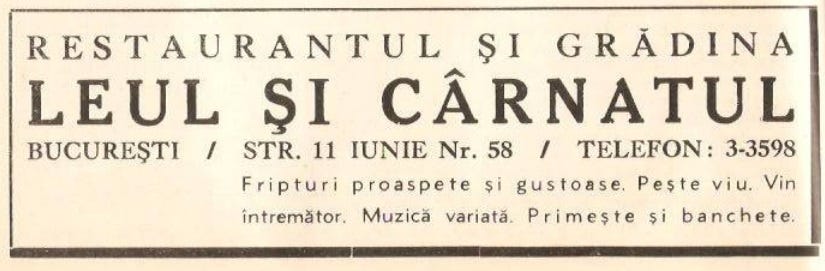 RESTAURANTUL ŞI GRĂDINA
LEUL ŞI CÂRNATUL
BUCUREŞTI / STR. 11 IUNIE Nr. 58 / TELEFON: 3-3598
Fripturi proaspete şi gustoase. Peşte viu. Vin
întremător. Muzică variată. Primeşte şi banchete.